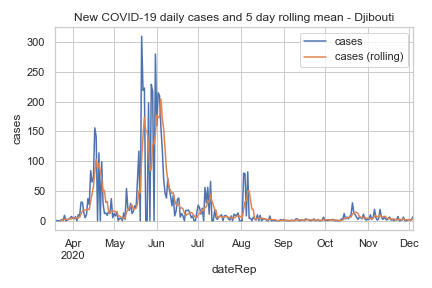 New COVID-19 daily cases and 5 day rolling mean - Djibouti
cases
cases (rolling)
cases
300
250
200
150
100
50
0
Apr
2020
May
Jun
Jul
Aug
Sep
Oct
Nov
Dec
dateRep